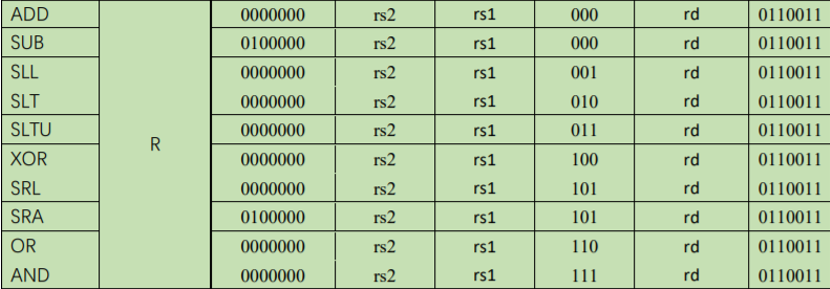 ADD R 0000000 rs2 rs1 000 rd 0110011
SUB 0100000 rs2 rs1 000 rd 0110011
SLL 0000000 rs2 rs1 001 rd 0110011
SLT 0000000 rs2 rs1 010 rd 0110011
SLTU 0000000 rs2 rs1 011 rd 0110011
XOR 0000000 rs2 rs1 100 rd 0110011
SRL 0000000 rs2 rs1 101 rd 0110011
SRA 0100000 rs2 rs1 101 rd 0110011
OR 0000000 rs2 rs1 110 rd 0110011
AND 0000000 rs2 rs1 111 rd 0110011